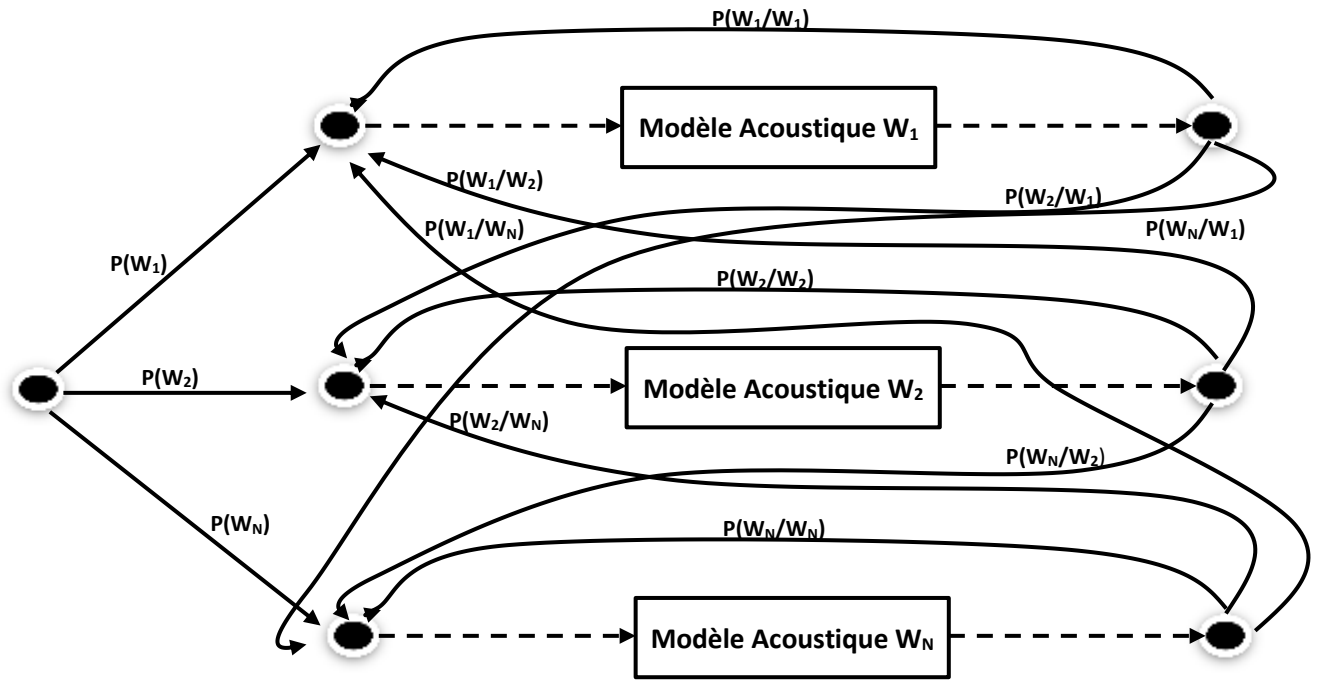 P(W₁/W₁)
Modèle Acoustique W₁
P(W₁/W₂)
P(W₂/W₁)
P(W₁/W_N)
P(W_N/W₁)
P(W₁)
P(W₂/W₂)
P(W₂)
Modèle Acoustique W₂
P(W₂/W_N)
P(W_N/W₂)
P(W_N)
P(W_N/W_N)
Modèle Acoustique W_N